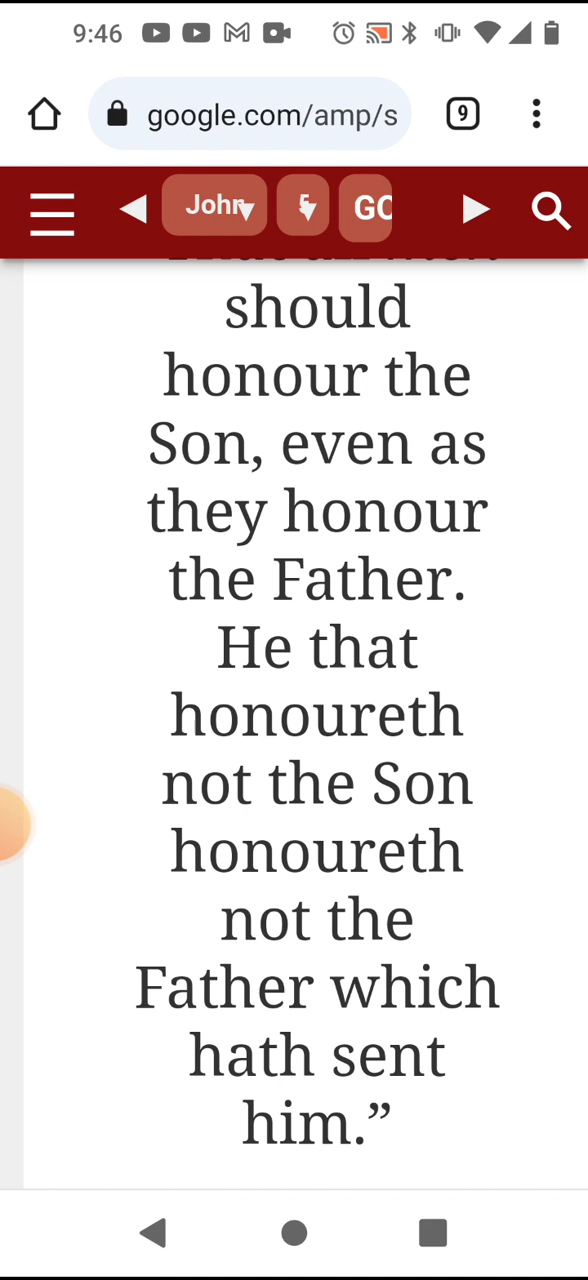 9:46
google.com/amp/s
9
John
GO
should
honour the
Son, even as
they honour
the Father.
He that
honoureth
not the Son
honoureth
not the
Father which
hath sent
him.”